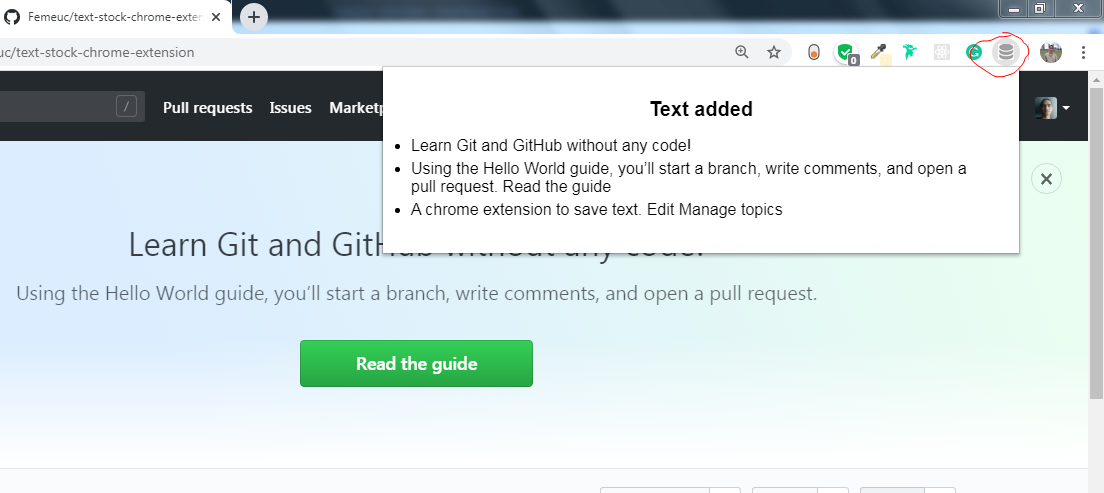 Femeuc/text-stock-chrome-exter
uc/text-stock-chrome-extension
0
/
Pull requests Issues
Text added
Learn Git and GitHub without any code!
Using the Hello World guide, you’ll start a branch, write comments, and open a
pull request. Read the guide
A chrome extension to save text. Edit Manage topics
Learn Git and GitHub without any code!
Using the Hello World guide, you’ll start a branch, write comments, and open a pull request.
Read the guide